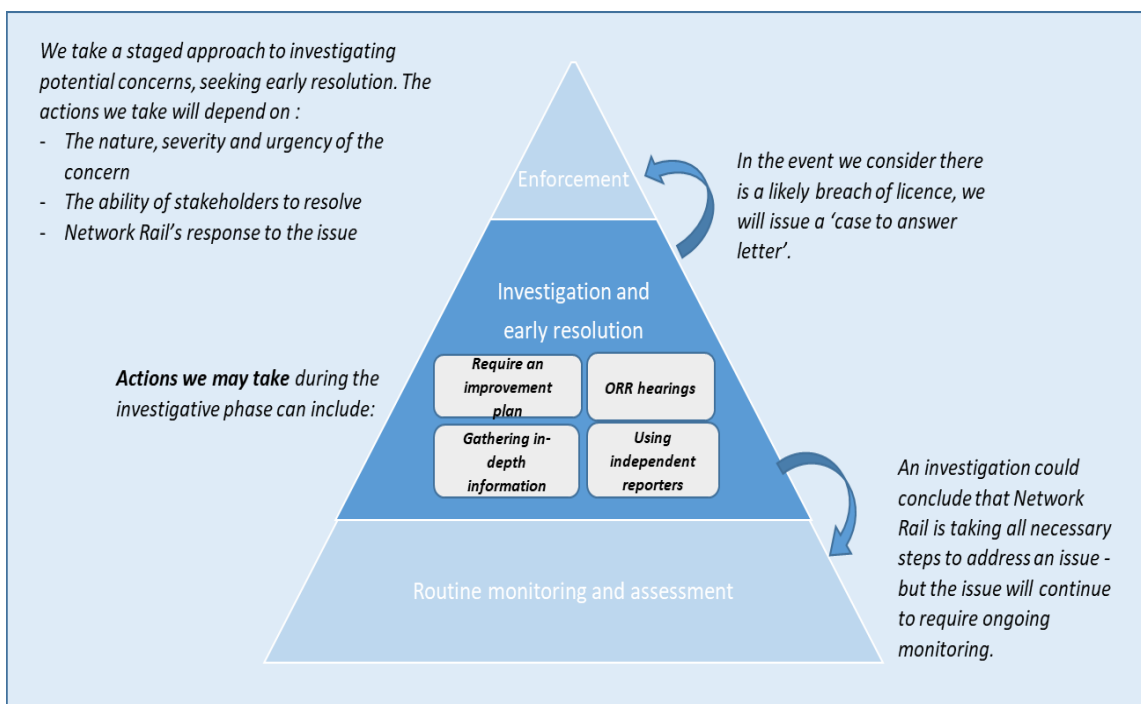 We take a staged approach to investigating
potential concerns, seeking early resolution. The
actions we take will depend on :
- The nature, severity and urgency of the
concern
- The ability of stakeholders to resolve
- Network Rail's response to the issue
Enforcement
In the event we consider there
is a likely breach of licence, we
will issue a ‘case to answer
letter’.
Investigation and
early resolution
Actions we may take during the
investigative phase can include:
Require an
improvement
plan
ORR hearings
Gathering in-
depth
information
Using
independent
reporters
An investigation could
conclude that Network
Rail is taking all necessary
steps to address an issue -
but the issue will continue
to require ongoing
monitoring.
Routine monitoring and assessment